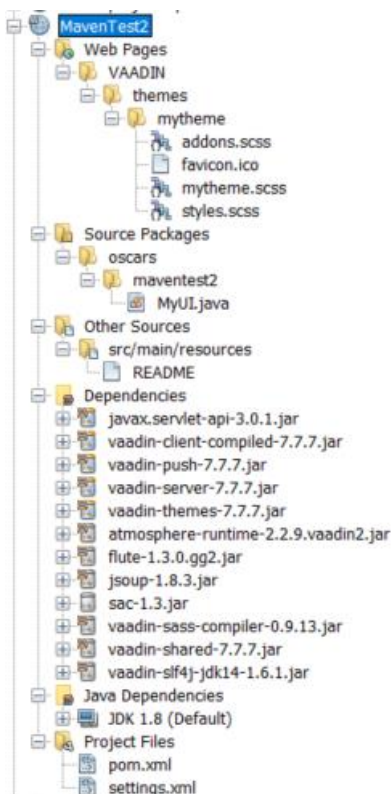 MavenTest2
Web Pages
VAADIN
themes
mytheme
addons.scss
favicon.ico
mytheme.scss
styles.scss
Source Packages
oscars
maventest2
MyUI.java
Other Sources
src/main/resources
README
Dependencies
javax.servlet-api-3.0.1.jar
vaadin-client-compiled-7.7.7.jar
vaadin-push-7.7.7.jar
vaadin-server-7.7.7.jar
vaadin-themes-7.7.7.jar
atmosphere-runtime-2.2.9.vaadin2.jar
flute-1.3.0.gg2.jar
jsoup-1.8.3.jar
sac-1.3.jar
vaadin-sass-compiler-0.9.13.jar
vaadin-shared-7.7.7.jar
vaadin-slf4j-jdk14-1.6.1.jar
Java Dependencies
JDK 1.8 (Default)
Project Files
pom.xml
settings.xml